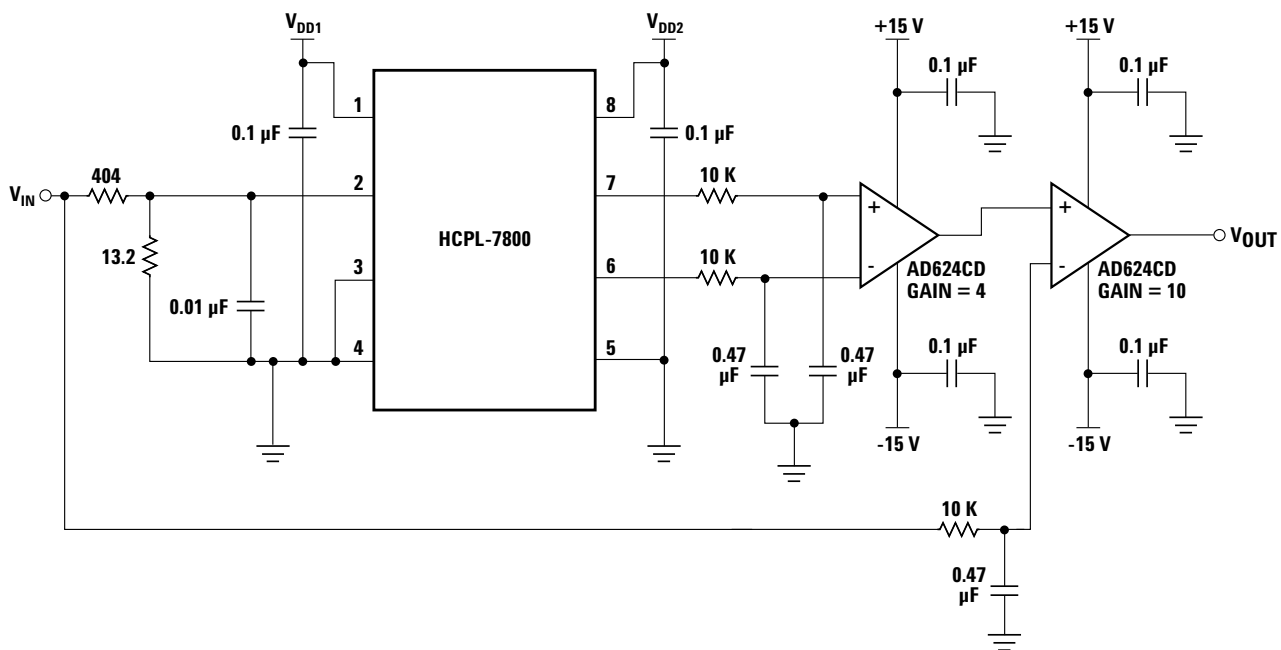 V_DD1
V_DD2
+15 V
+15 V
0.1 µF
0.1 µF
1
8
0.1 µF
0.1 µF
404
2
7
10 K
V_IN
HCPL-7800
+
+
V_OUT
13.2
3
6
10 K
-
-
AD624CD
GAIN = 4
AD624CD
GAIN = 10
0.01 µF
4
5
0.47
µF
0.47
µF
0.1 µF
0.1 µF
-15 V
-15 V
10 K
0.47
µF